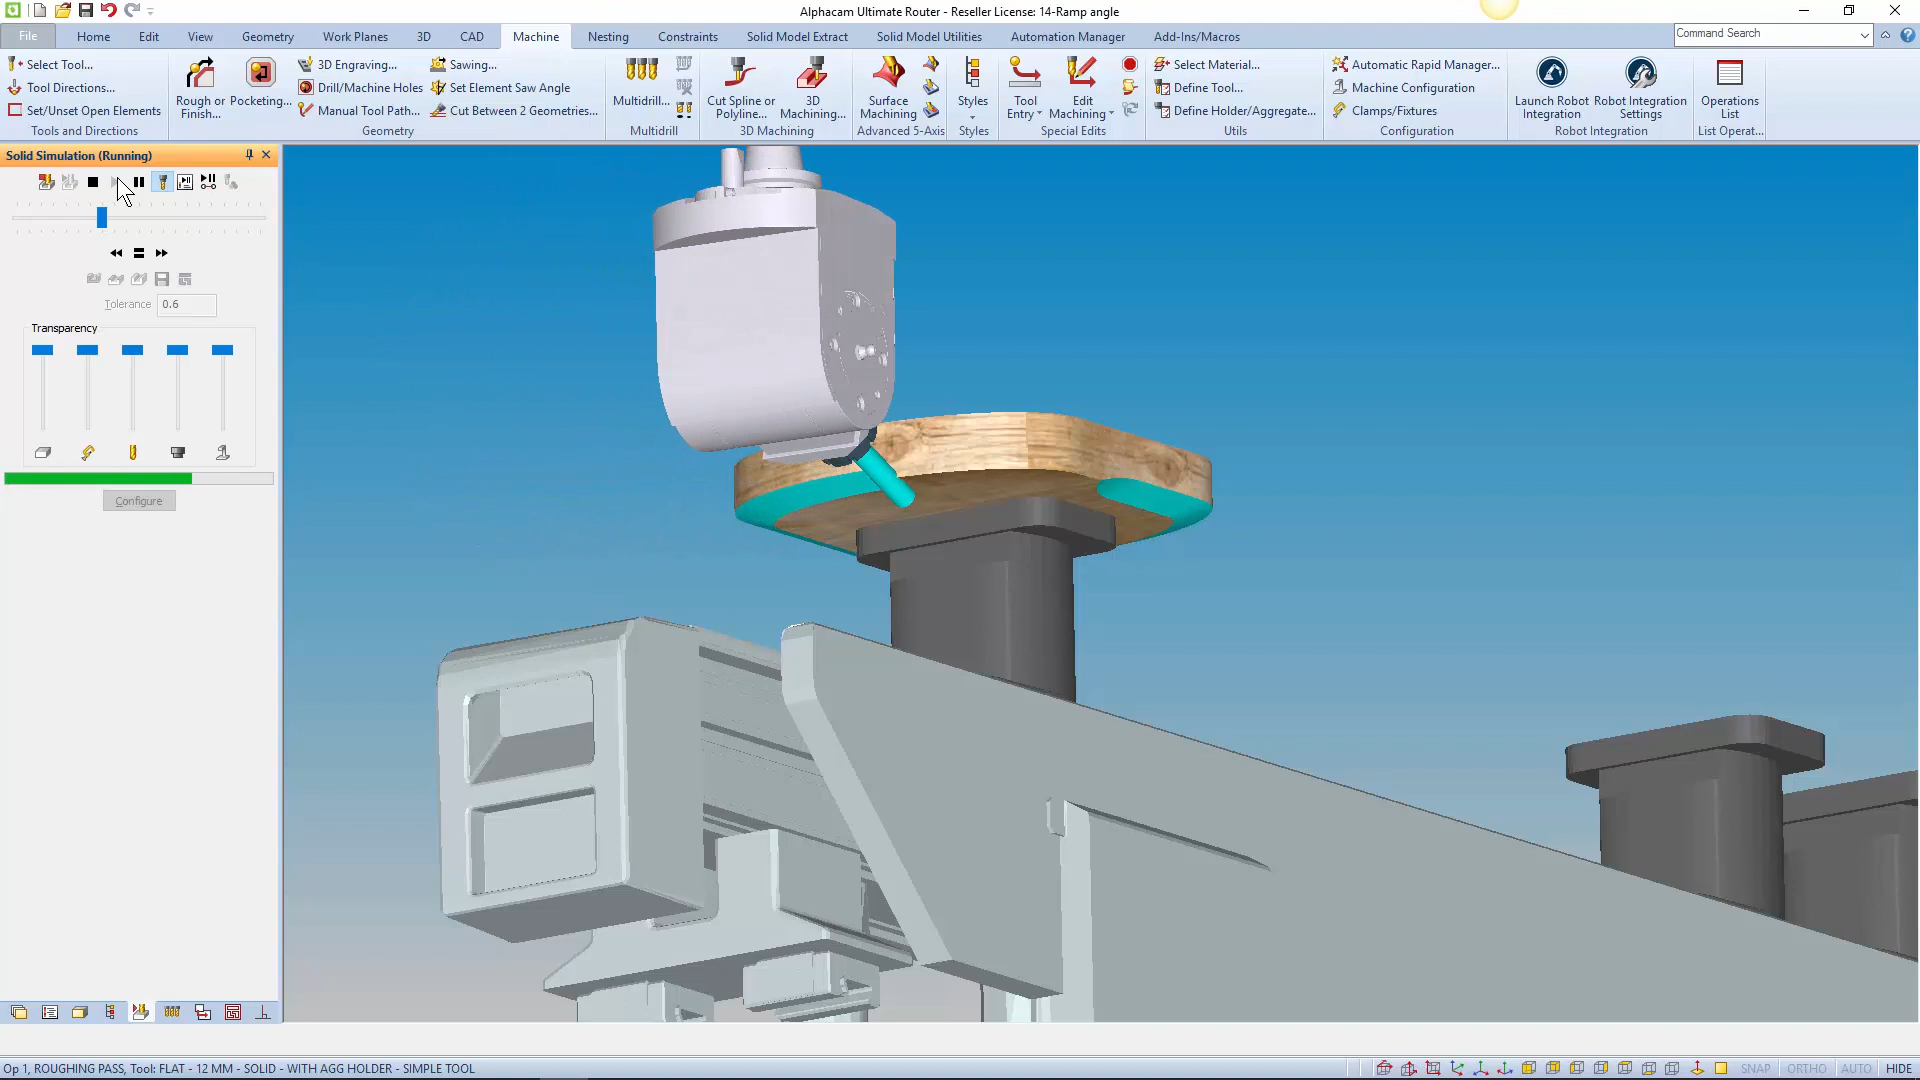 Alphacam Ultimate Router - Reseller License: 14-Ramp angle
File Home Edit View Geometry Work Planes 3D CAD Machine Nesting Constraints Solid Model Extract Solid Model Utilities Automation Manager Add-Ins/Macros
Command Search
Select Tool...
Tool Directions...
Set/Unset Open Elements
Tools and Directions
Rough or
Finish...
Pocketing...
3D Engraving...
Drill/Machine Holes
Manual Tool Path...
Sawing...
Set Element Saw Angle
Cut Between 2 Geometries...
Geometry
Multidrill...
Multidrill
Cut Spline or
Polyline...
3D
Machining...
3D Machining
Surface
Machining
Advanced 5-Axis
Styles
Styles
Tool
Entry
Edit
Machining
Special Edits
Select Material...
Define Tool...
Define Holder/Aggregate...
Utils
Automatic Rapid Manager...
Machine Configuration
Clamps/Fixtures
Configuration
Launch Robot
Integration
Robot Integration
Settings
Robot Integration
Operations
List
List Operat...
Solid Simulation (Running)
Tolerance 0.6
Transparency
Configure
Op 1, ROUGHING PASS, Tool: FLAT - 12 MM - SOLID - WITH AGG HOLDER - SIMPLE TOOL
SNAP ORTHO AUTO HIDE